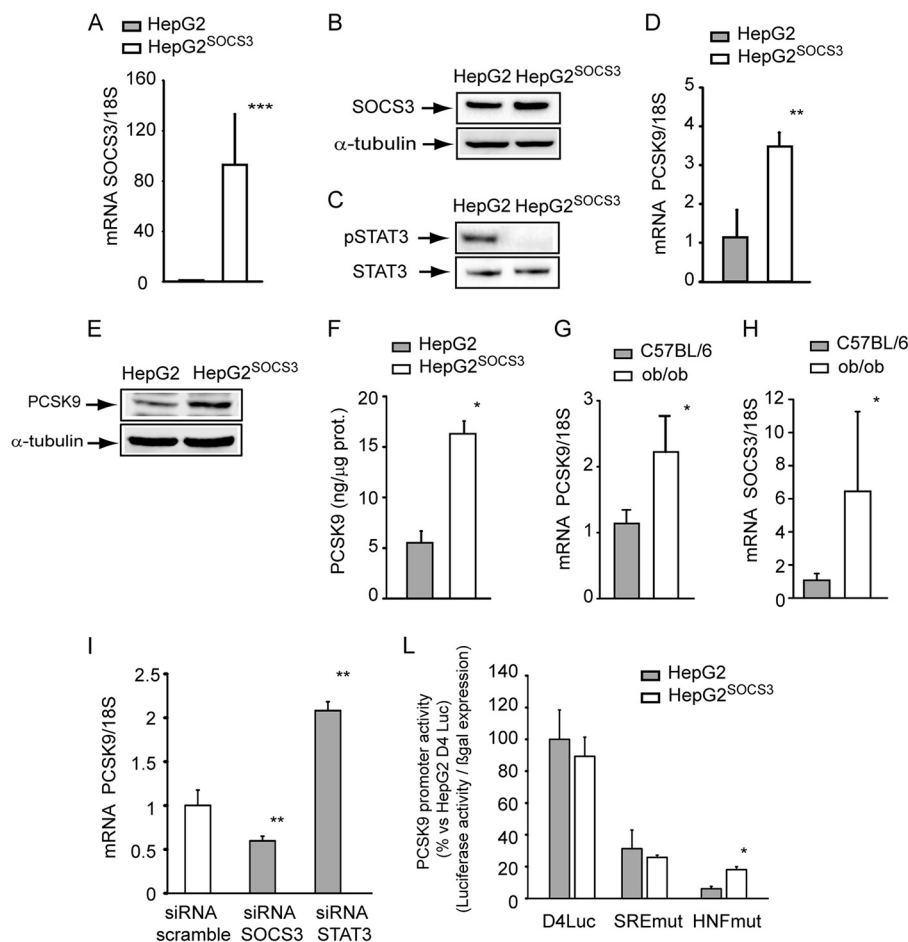 A
HepG2
HepG2SOCS3
mRNA SOCS3/18S
160
120
80
40
0
***
B
HepG2 HepG2SOCS3
SOCS3
α-tubulin
C
HepG2 HepG2SOCS3
pSTAT3
STAT3
D
HepG2
HepG2SOCS3
mRNA PCSK9/18S
5
4
3
2
1
0
**
E
HepG2 HepG2SOCS3
PCSK9
α-tubulin
F
HepG2
HepG2SOCS3
PCSK9 (ng/µg prot.)
20
15
10
5
0
*
G
C57BL/6
ob/ob
mRNA PCSK9/18S
3
2
1
0
*
H
C57BL/6
ob/ob
mRNA SOCS3/18S
12
10
8
6
4
2
0
*
I
mRNA PCSK9/18S
2.5
2
1.5
1
0.5
0
**
**
siRNA siRNA siRNA
scramble SOCS3 STAT3
L
HepG2
HepG2SOCS3
PCSK9 promoter activity
(% vs HepG2 D4 Luc)
(Luciferase activity / ßgal expression)
140
120
100
80
60
40
20
0
*
D4Luc SREmut HNFmut